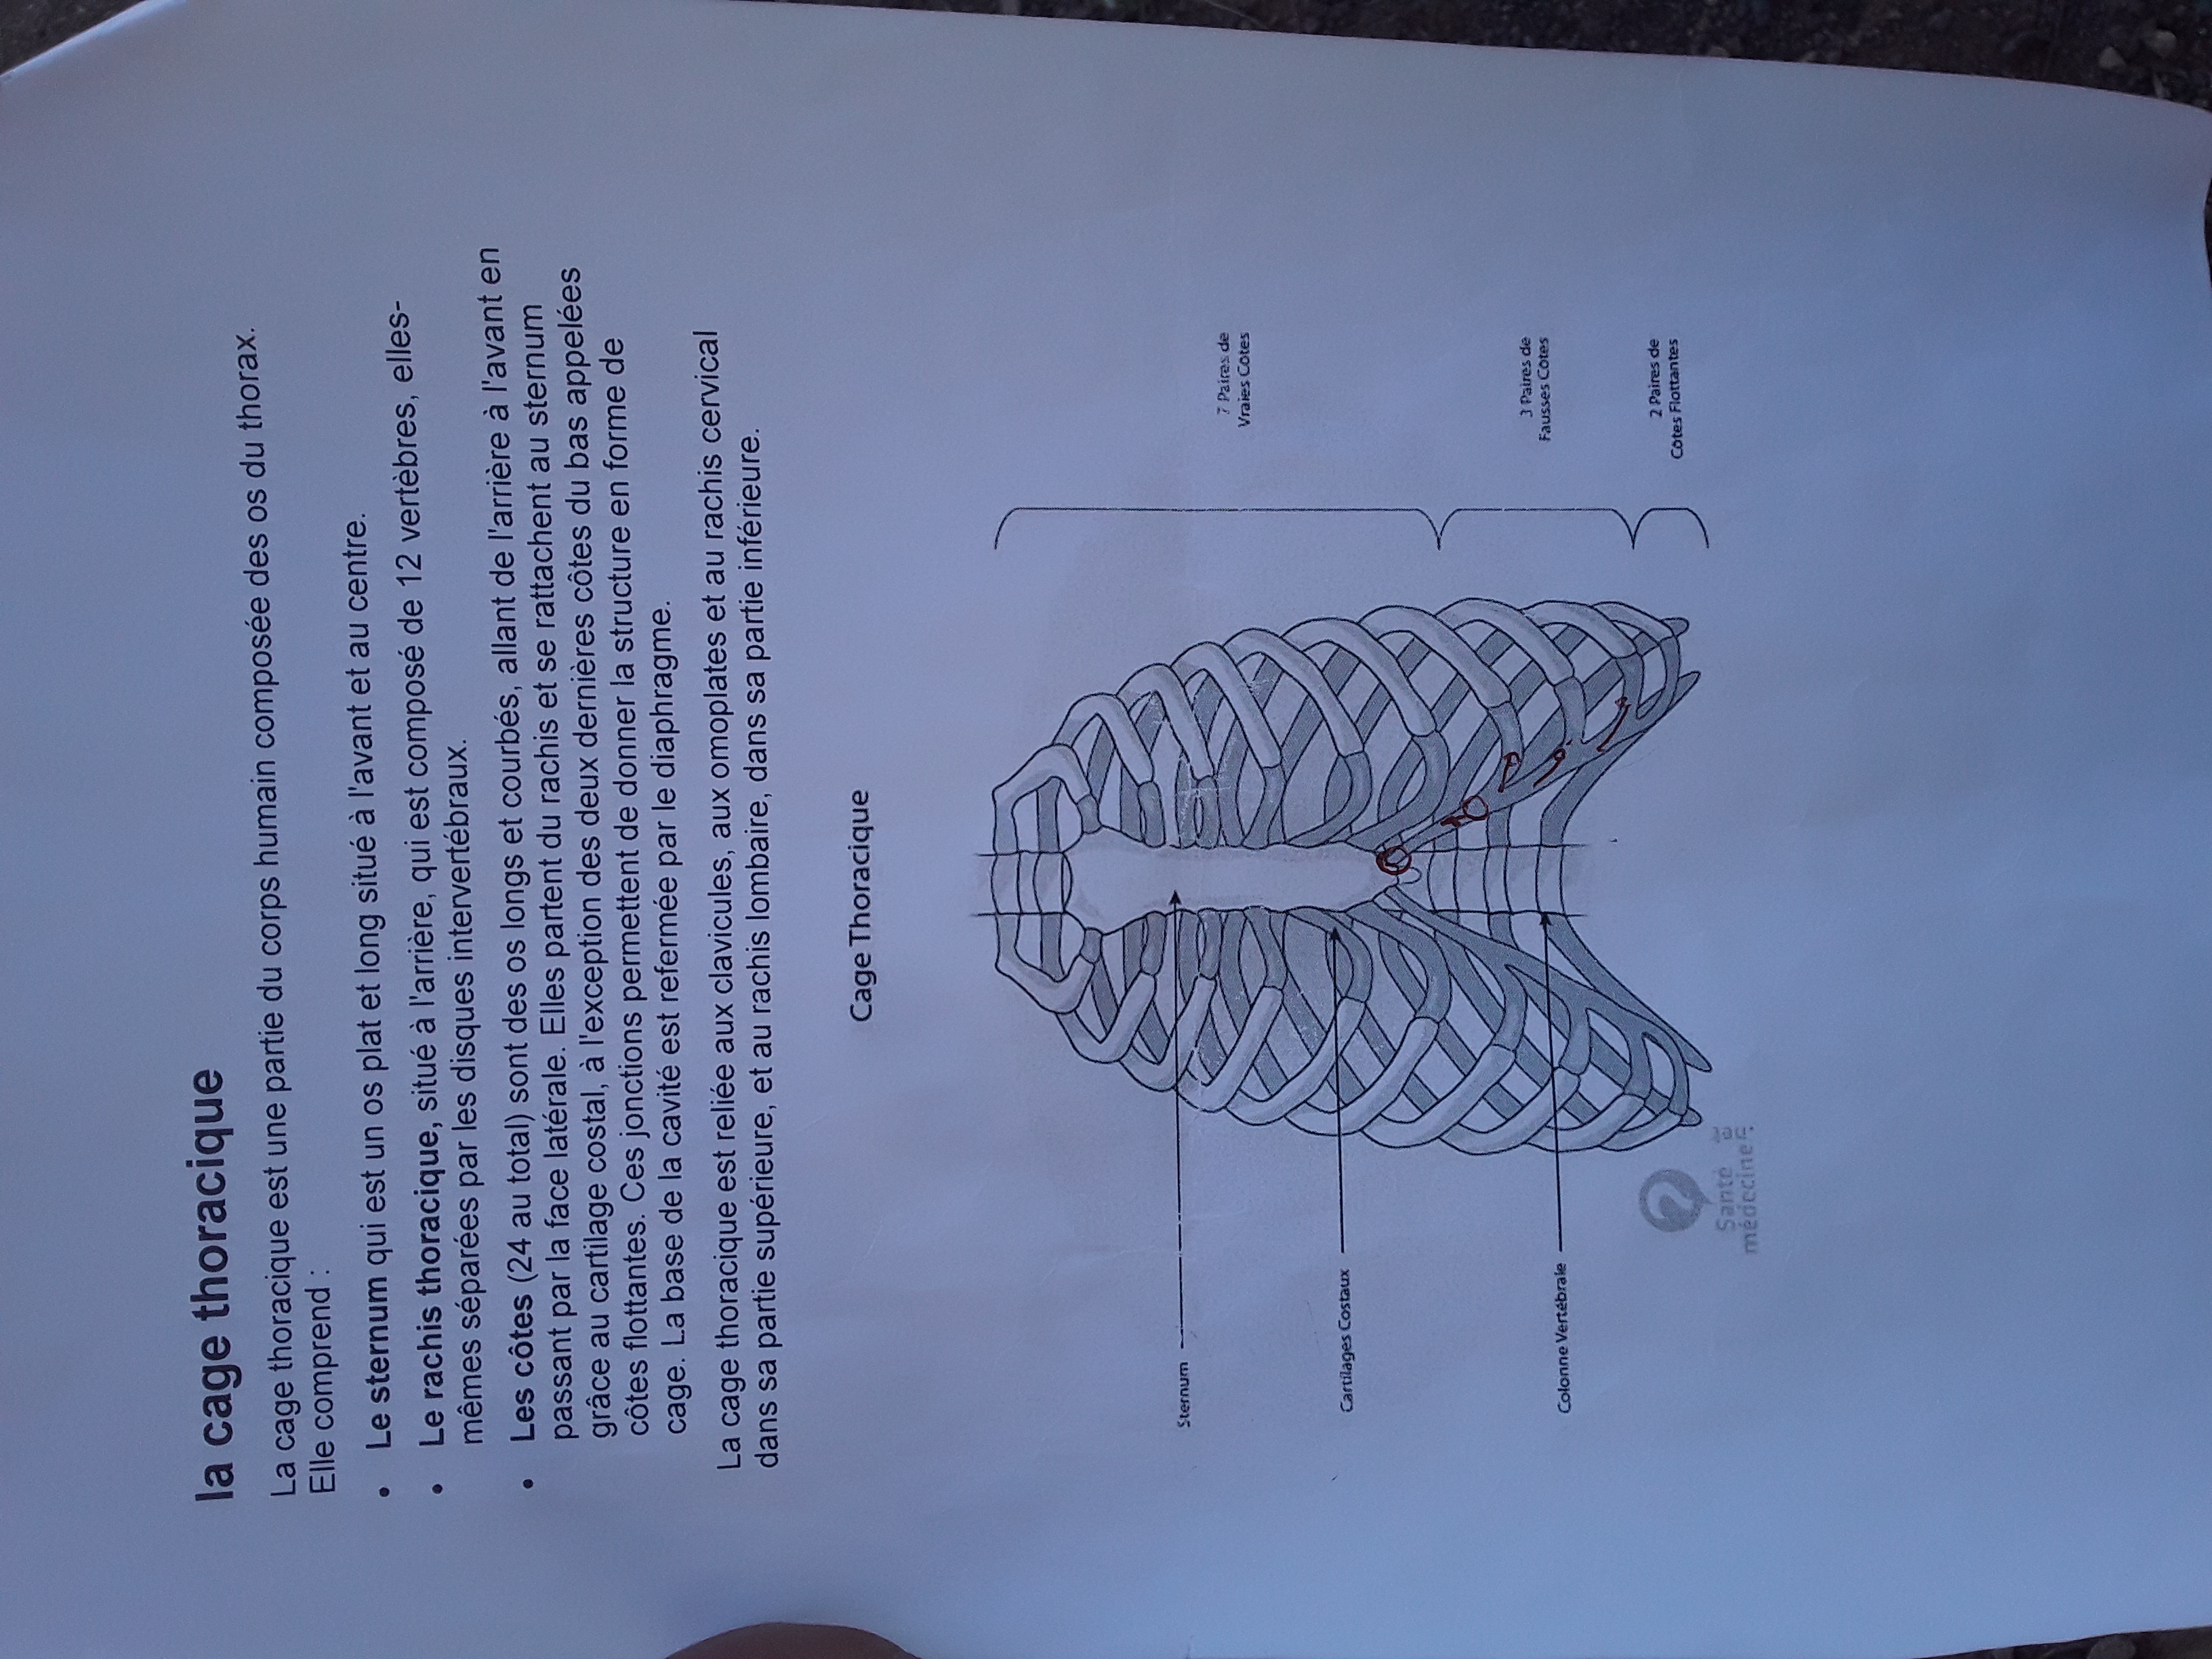 la cage thoracique
La cage thoracique est une partie du corps humain composée des os du thorax.
Elle comprend :
• Le sternum qui est un os plat et long situé à l'avant et au centre.
• Le rachis thoracique, situé à l'arrière, qui est composé de 12 vertèbres, elles-
mêmes séparées par les disques intervertébraux.
• Les côtes (24 au total) sont des os longs et courbés, allant de l'arrière à l'avant en
passant par la face latérale. Elles partent du rachis et se rattachent au sternum
grâce au cartilage costal, à l'exception des deux dernières côtes du bas appelées
côtes flottantes. Ces jonctions permettent de donner la structure en forme de
cage. La base de la cavité est refermée par le diaphragme.
La cage thoracique est reliée aux clavicules, aux omoplates et au rachis cervical
dans sa partie supérieure, et au rachis lombaire, dans sa partie inférieure.
Cage Thoracique
Sternum
7 Paires de
Vraies Côtes
Cartilages Costaux
3 Paires de
Fausses Côtes
Colonne Vertébrale
2 Paires de
Côtes Flottantes
Santé
médecine
.net